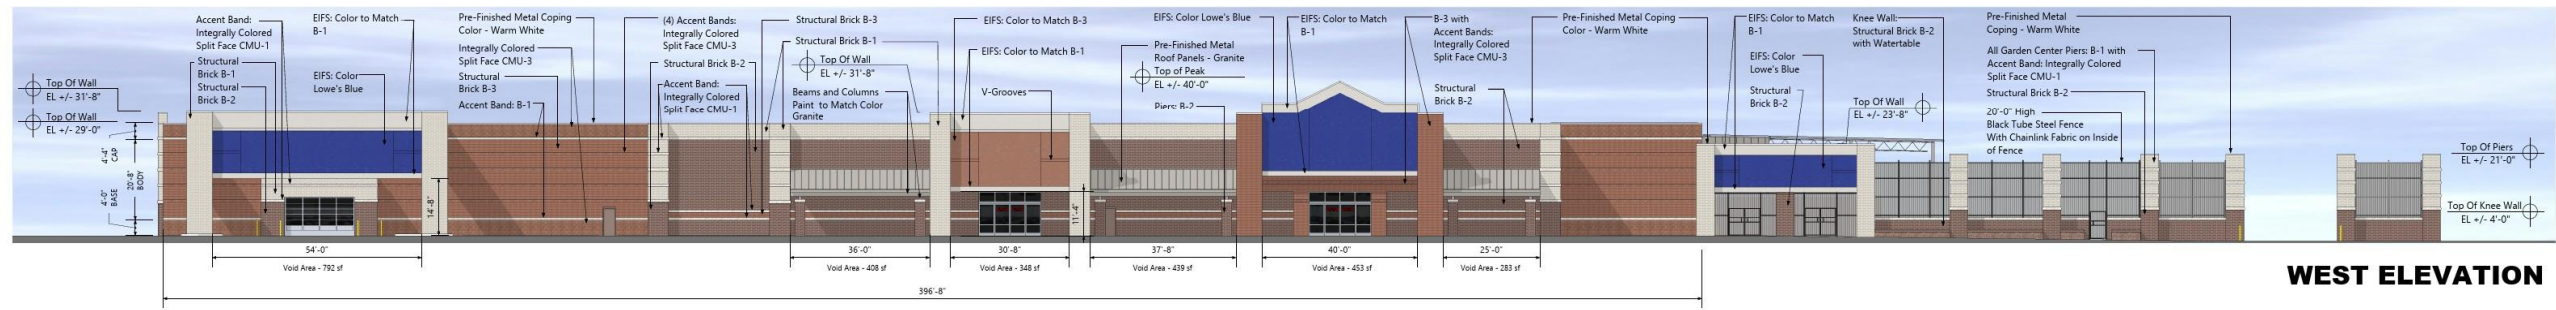 Top Of Wall
EL +/- 31'-8"
Top Of Wall
EL +/- 29'-0"
4'-4"
CAP
20'-8"
BODY
4'-0"
BASE
Accent Band:
Integrally Colored
Split Face CMU-1
Structural
Brick B-1
Structural
Brick B-2
EIFS: Color to Match
B-1
EIFS: Color
Lowe's Blue
Pre-Finished Metal Coping
Color - Warm White
Integrally Colored
Split Face CMU-3
Structural
Brick B-3
Accent Band: B-1
14'-8"
(4) Accent Bands:
Integrally Colored
Split Face CMU-3
Structural Brick B-2
Accent Band:
Integrally Colored
Split Face CMU-1
Structural Brick B-3
Structural Brick B-1
Top Of Wall
EL +/- 31'-8"
Beams and Columns
Paint to Match Color
Granite
EIFS: Color to Match B-3
EIFS: Color to Match B-1
V-Grooves
11'-4"
EIFS: Color Lowe's Blue
Pre-Finished Metal
Roof Panels - Granite
Top of Peak
EL +/- 40'-0"
Piers: B-2
EIFS: Color to Match
B-1
B-3 with
Accent Bands:
Integrally Colored
Split Face CMU-3
Structural
Brick B-2
Pre-Finished Metal Coping
Color - Warm White
EIFS: Color to Match
B-1
EIFS: Color
Lowe's Blue
Structural
Brick B-2
Knee Wall:
Structural Brick B-2
with Watertable
Top Of Wall
EL +/- 23'-8"
Pre-Finished Metal
Coping - Warm White
All Garden Center Piers: B-1 with
Accent Band: Integrally Colored
Split Face CMU-1
Structural Brick B-2
20'-0" High
Black Tube Steel Fence
With Chainlink Fabric on Inside
of Fence
Top Of Piers
EL +/- 21'-0"
Top Of Knee Wall
EL +/- 4'-0"
54'-0"
Void Area - 792 sf
36'-0"
Void Area - 408 sf
30'-8"
Void Area - 348 sf
37'-8"
Void Area - 439 sf
40'-0"
Void Area - 453 sf
25'-0"
Void Area - 283 sf
396'-8"
WEST ELEVATION